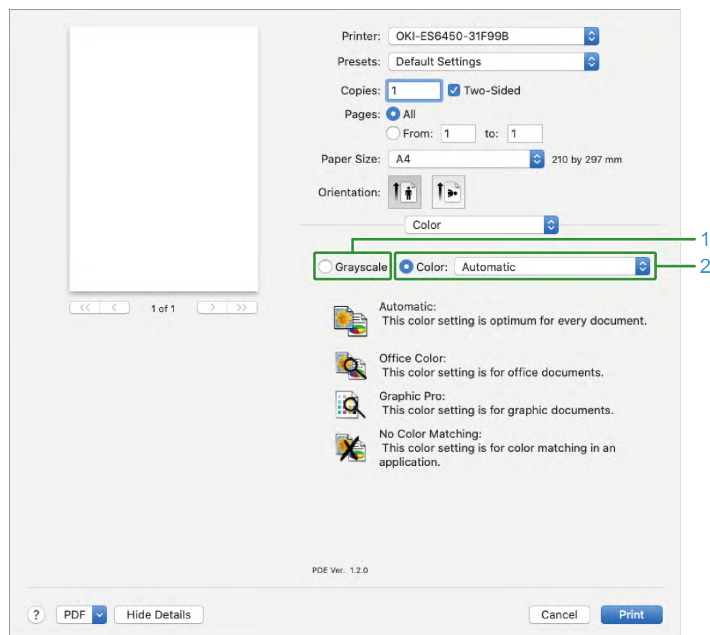 Printer: OKI-ES6450-31F99B
Presets: Default Settings
Copies: 1 Two-Sided
Pages: All
From: 1 to: 1
Paper Size: A4 210 by 297 mm
Orientation:
Color
1
Grayscale Color: Automatic 2
<< < 1 of 1 > >>
Automatic:
This color setting is optimum for every document.
Office Color:
This color setting is for office documents.
Graphic Pro:
This color setting is for graphic documents.
No Color Matching:
This color setting is for color matching in an
application.
PDE Ver. 1.2.0
? PDF Hide Details Cancel Print